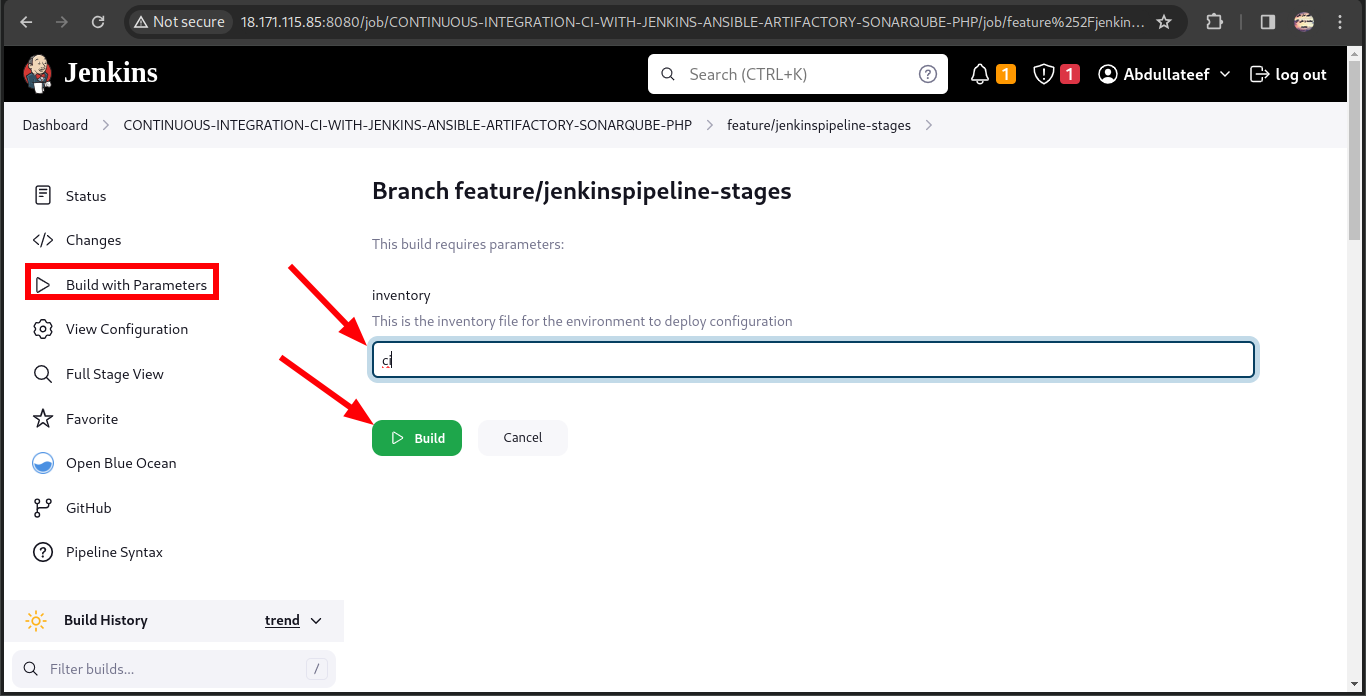 Not secure 18.171.115.85:8080/job/CONTINUOUS-INTEGRATION-CI-WITH-JENKINS-ANSIBLE-ARTIFACTORY-SONARQUBE-PHP/job/feature%252Fjenkin...
Jenkins Search (CTRL+K) ? 1 1 Abdullateef log out
Dashboard CONTINUOUS-INTEGRATION-CI-WITH-JENKINS-ANSIBLE-ARTIFACTORY-SONARQUBE-PHP feature/jenkinspipeline-stages
Status
Changes
Build with Parameters
View Configuration
Full Stage View
Favorite
Open Blue Ocean
GitHub
? Pipeline Syntax
Build History trend
Filter builds... /
Branch feature/jenkinspipeline-stages
This build requires parameters:
inventory
This is the inventory file for the environment to deploy configuration
ci
Build Cancel